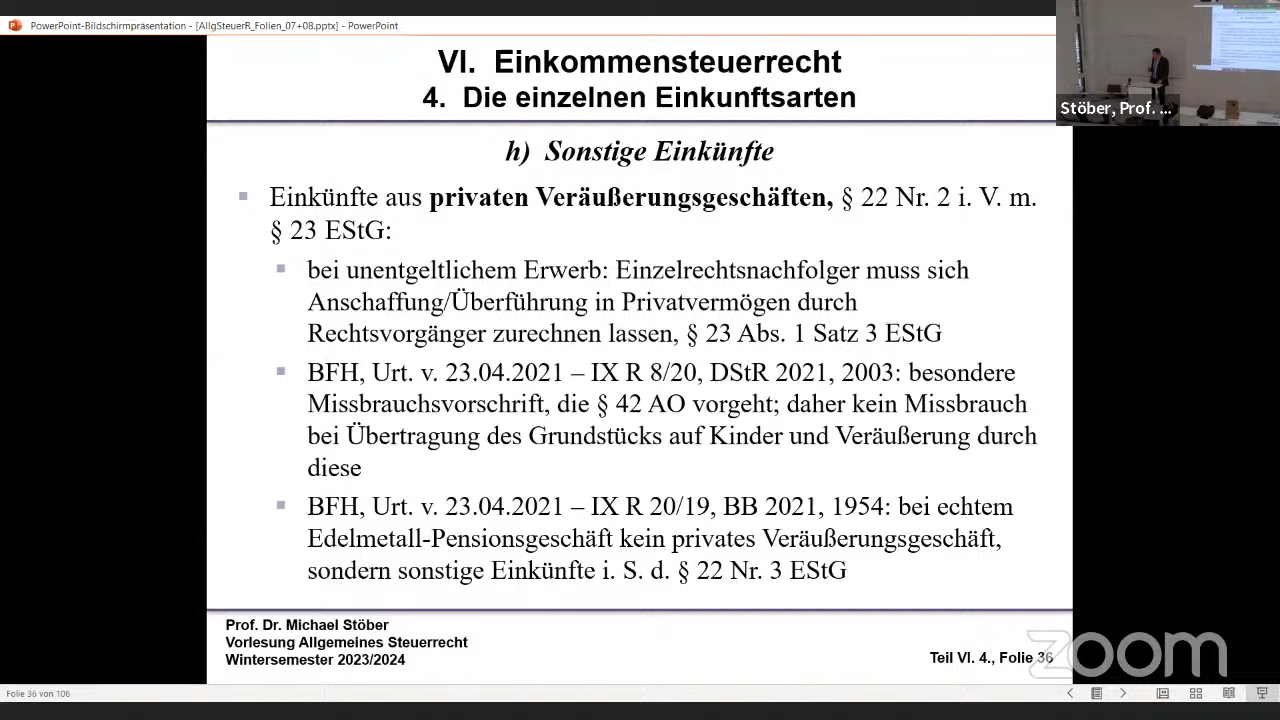 PowerPoint-Bildschirmpräsentation - [AllgSteuerR_Folien_07+08.pptx] - PowerPoint
Stöber, Prof. ...
VI. Einkommensteuerrecht
4. Die einzelnen Einkunftsarten
h) Sonstige Einkünfte
Einkünfte aus privaten Veräußerungsgeschäften, § 22 Nr. 2 i. V. m.
§ 23 EStG:
bei unentgeltlichem Erwerb: Einzelrechtsnachfolger muss sich
Anschaffung/Überführung in Privatvermögen durch
Rechtsvorgänger zurechnen lassen, § 23 Abs. 1 Satz 3 EStG
BFH, Urt. v. 23.04.2021 – IX R 8/20, DStR 2021, 2003: besondere
Missbrauchsvorschrift, die § 42 AO vorgeht; daher kein Missbrauch
bei Übertragung des Grundstücks auf Kinder und Veräußerung durch
diese
BFH, Urt. v. 23.04.2021 – IX R 20/19, BB 2021, 1954: bei echtem
Edelmetall-Pensionsgeschäft kein privates Veräußerungsgeschäft,
sondern sonstige Einkünfte i. S. d. § 22 Nr. 3 EStG
Prof. Dr. Michael Stöber
Vorlesung Allgemeines Steuerrecht
Wintersemester 2023/2024
Teil VI. 4., Folie 36
zoom
Folie 36 von 106